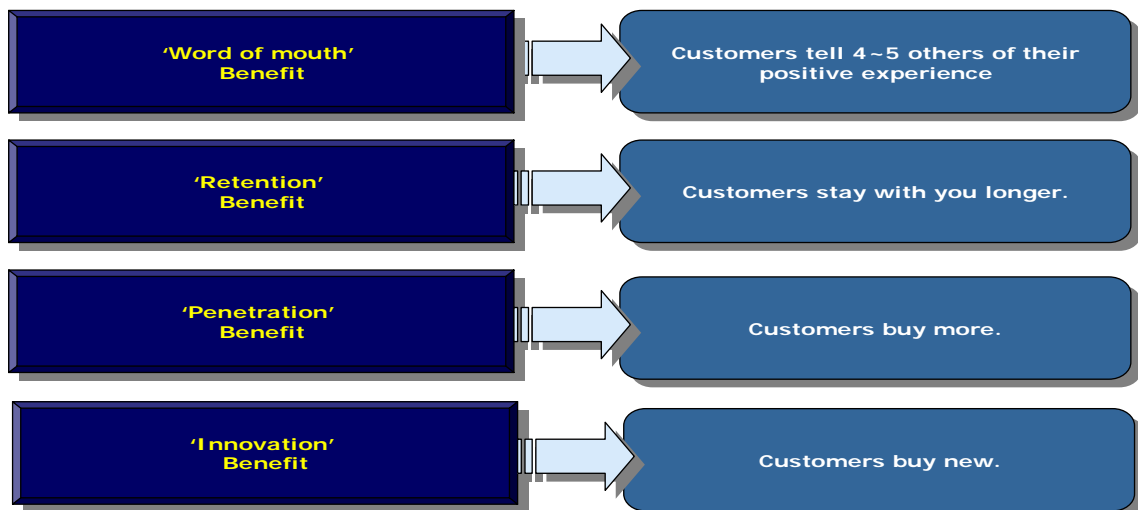 ‘Word of mouth’
Benefit
Customers tell 4~5 others of their
positive experience
‘Retention’
Benefit
Customers stay with you longer.
‘Penetration’
Benefit
Customers buy more.
‘Innovation’
Benefit
Customers buy new.